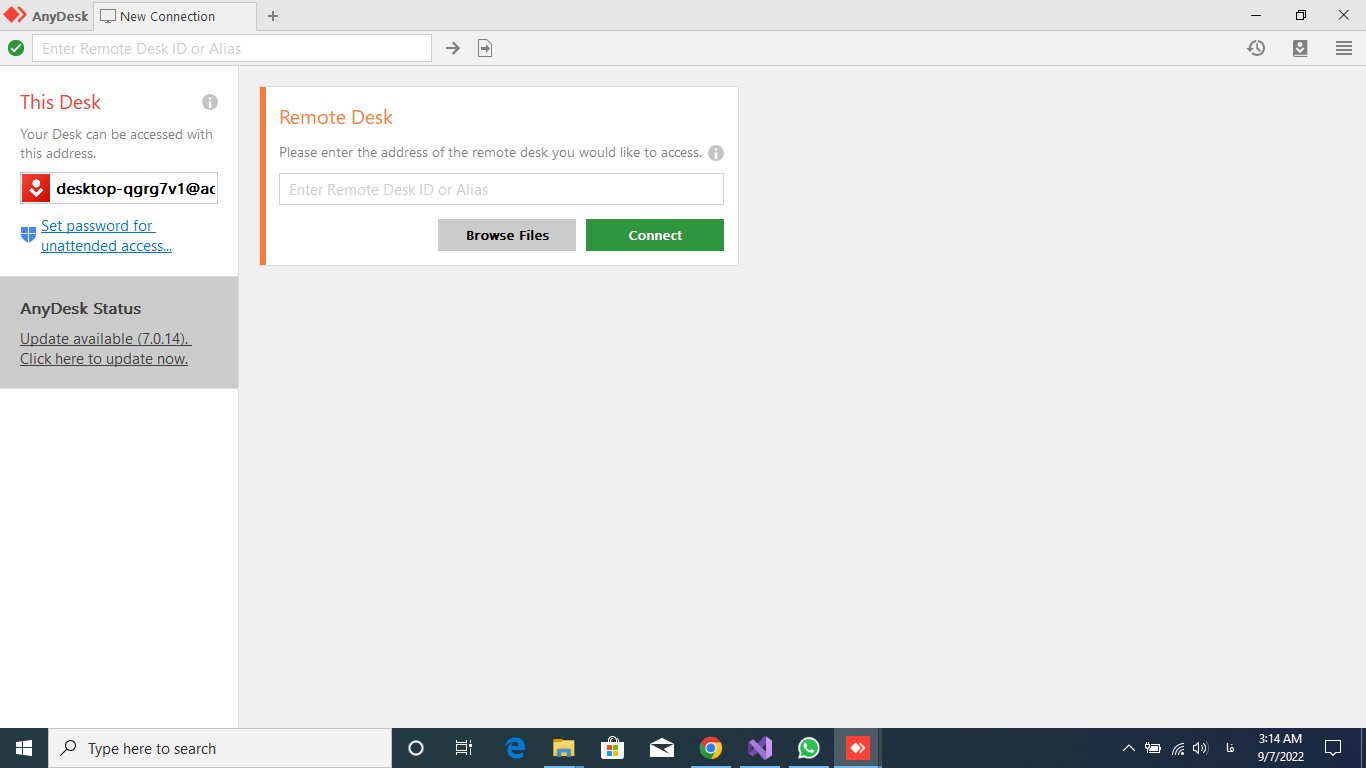 AnyDesk
New Connection
Enter Remote Desk ID or Alias
This Desk
Your Desk can be accessed with
this address.
desktop-qgrg7v1@ad
Set password for
unattended access...
AnyDesk Status
Update available (7.0.14).
Click here to update now.
Remote Desk
Please enter the address of the remote desk you would like to access.
Enter Remote Desk ID or Alias
Browse Files
Connect
Type here to search
فا
3:14 AM
9/7/2022